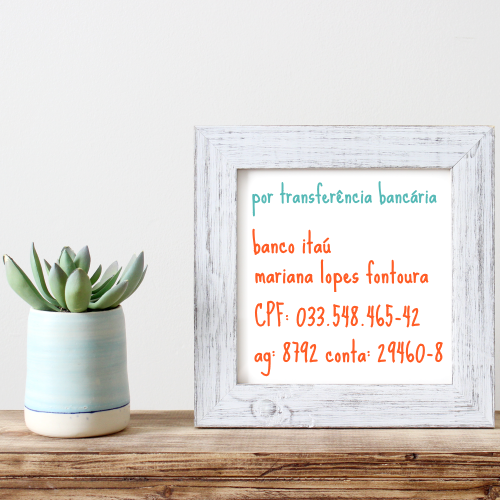 por transferência bancária
banco itaú
mariana lopes fontoura
CPF: 033.548.465-42
ag: 8792 conta: 29460-8